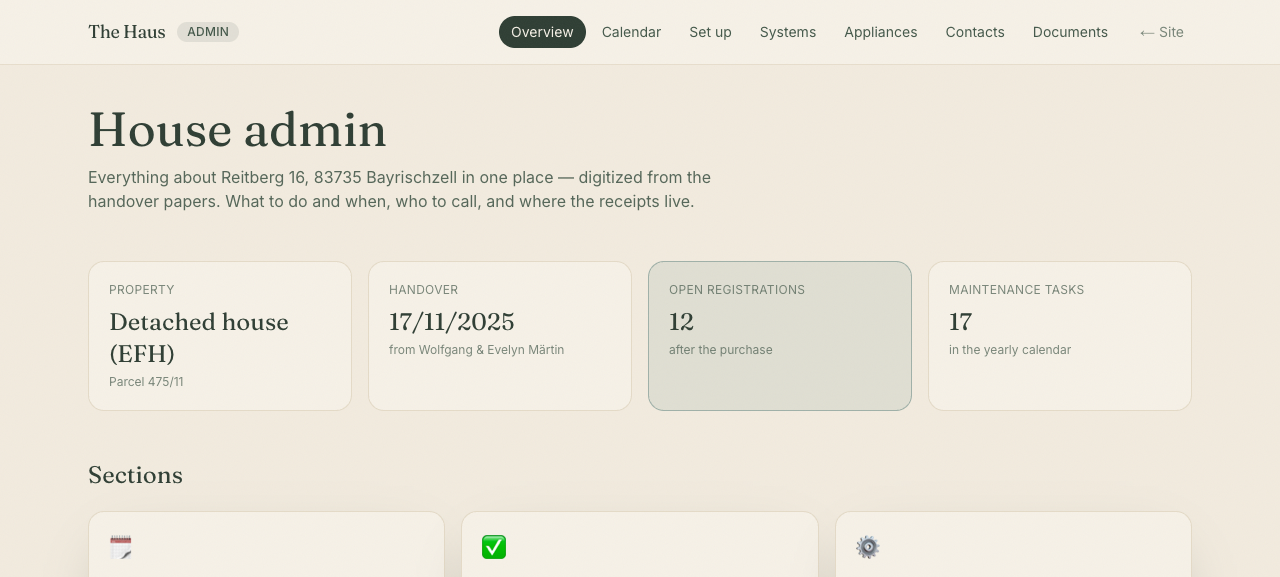 The Haus
ADMIN
Overview
Calendar
Set up
Systems
Appliances
Contacts
Documents
← Site
House admin
Everything about Reitberg 16, 83735 Bayrischzell in one place — digitized from the
handover papers. What to do and when, who to call, and where the receipts live.
PROPERTY
Detached house
(EFH)
Parcel 475/11
HANDOVER
17/11/2025
from Wolfgang & Evelyn Märtin
OPEN REGISTRATIONS
12
after the purchase
MAINTENANCE TASKS
17
in the yearly calendar
Sections